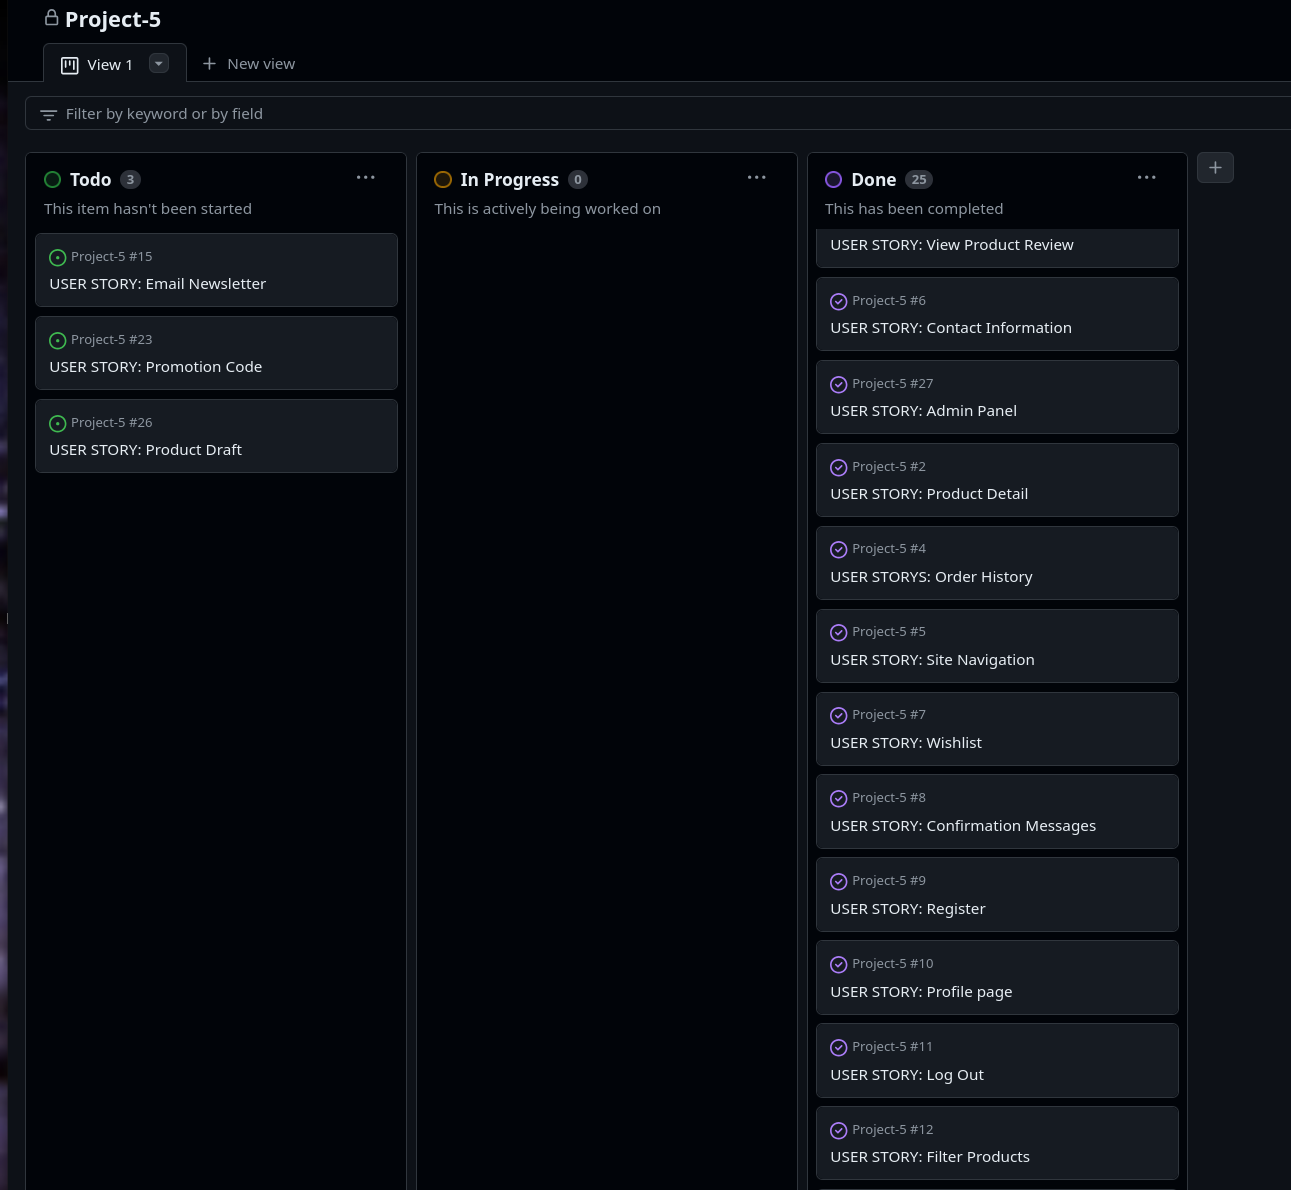 Project-5
View 1
New view
Filter by keyword or by field
Todo 3
This item hasn't been started
Project-5 #15
USER STORY: Email Newsletter
Project-5 #23
USER STORY: Promotion Code
Project-5 #26
USER STORY: Product Draft
In Progress 0
This is actively being worked on
Done 25
This has been completed
USER STORY: View Product Review
Project-5 #6
USER STORY: Contact Information
Project-5 #27
USER STORY: Admin Panel
Project-5 #2
USER STORY: Product Detail
Project-5 #4
USER STORYS: Order History
Project-5 #5
USER STORY: Site Navigation
Project-5 #7
USER STORY: Wishlist
Project-5 #8
USER STORY: Confirmation Messages
Project-5 #9
USER STORY: Register
Project-5 #10
USER STORY: Profile page
Project-5 #11
USER STORY: Log Out
Project-5 #12
USER STORY: Filter Products